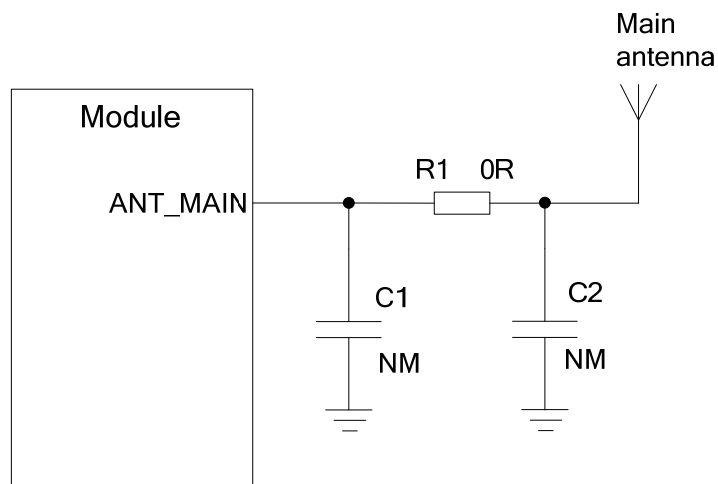 Main
antenna
Module
R1 0R
ANT_MAIN
C1
C2
NM
NM